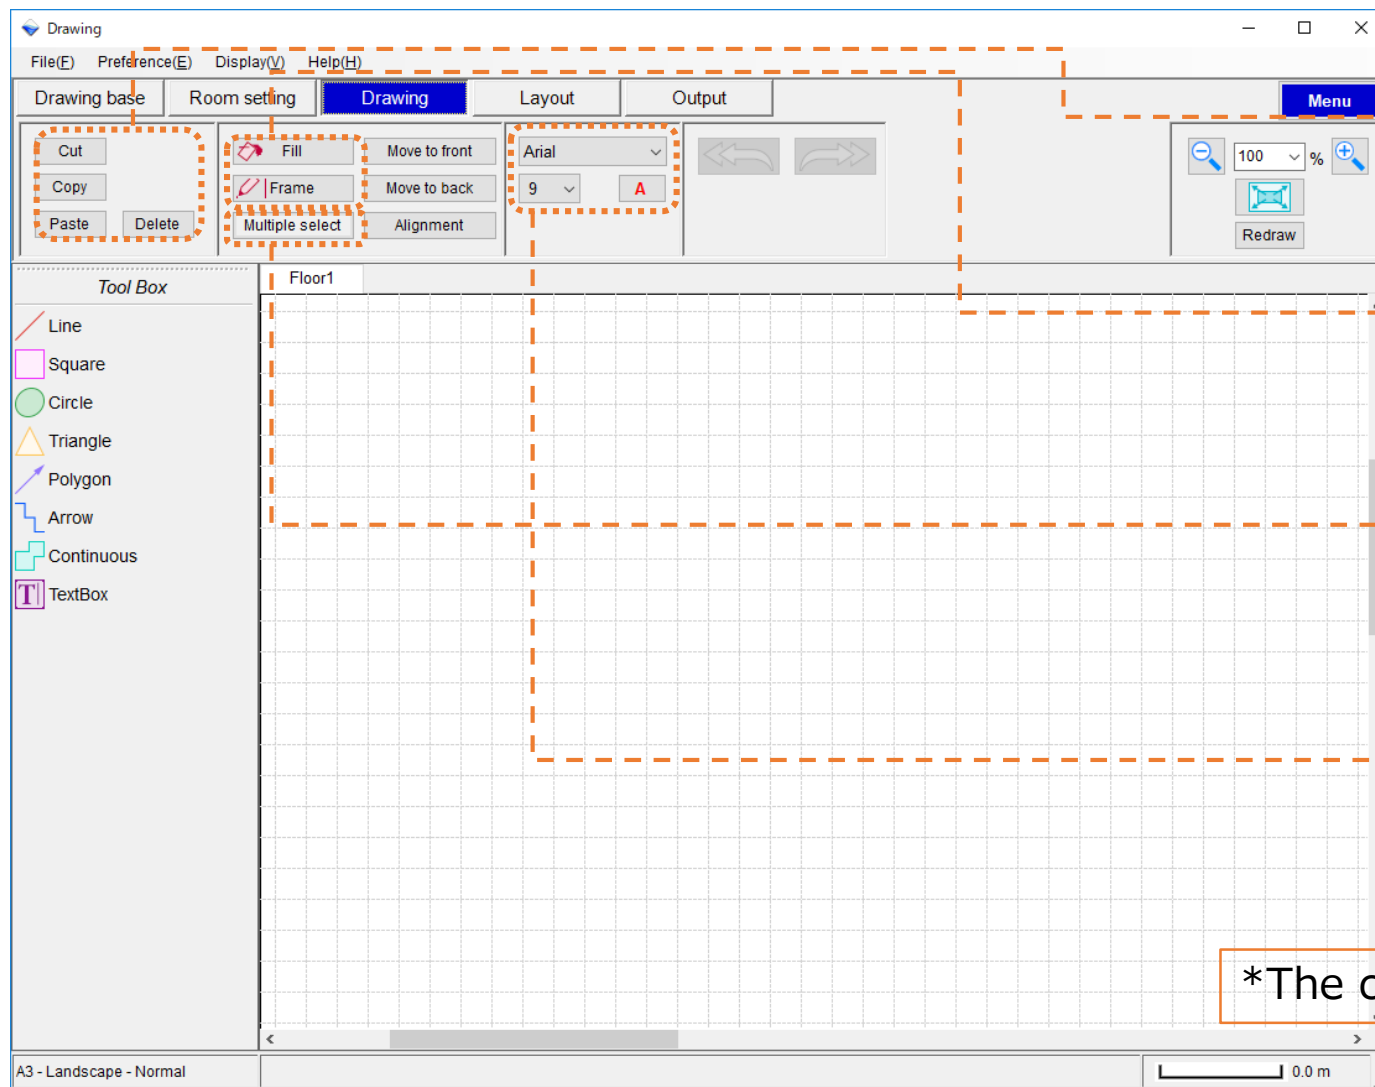 Drawing
File(F) Preference(E) Display(V) Help(H)
Drawing base Room setting Drawing Layout Output Menu
Cut Fill Move to front Arial 100 %
Copy Frame Move to back 9 A
Paste Delete Multiple select Alignment Redraw
Tool Box Floor1
Line
Square
Circle
Triangle
Polygon
Arrow
Continuous
T TextBox
*The
A3 - Landscape - Normal 0.0 m